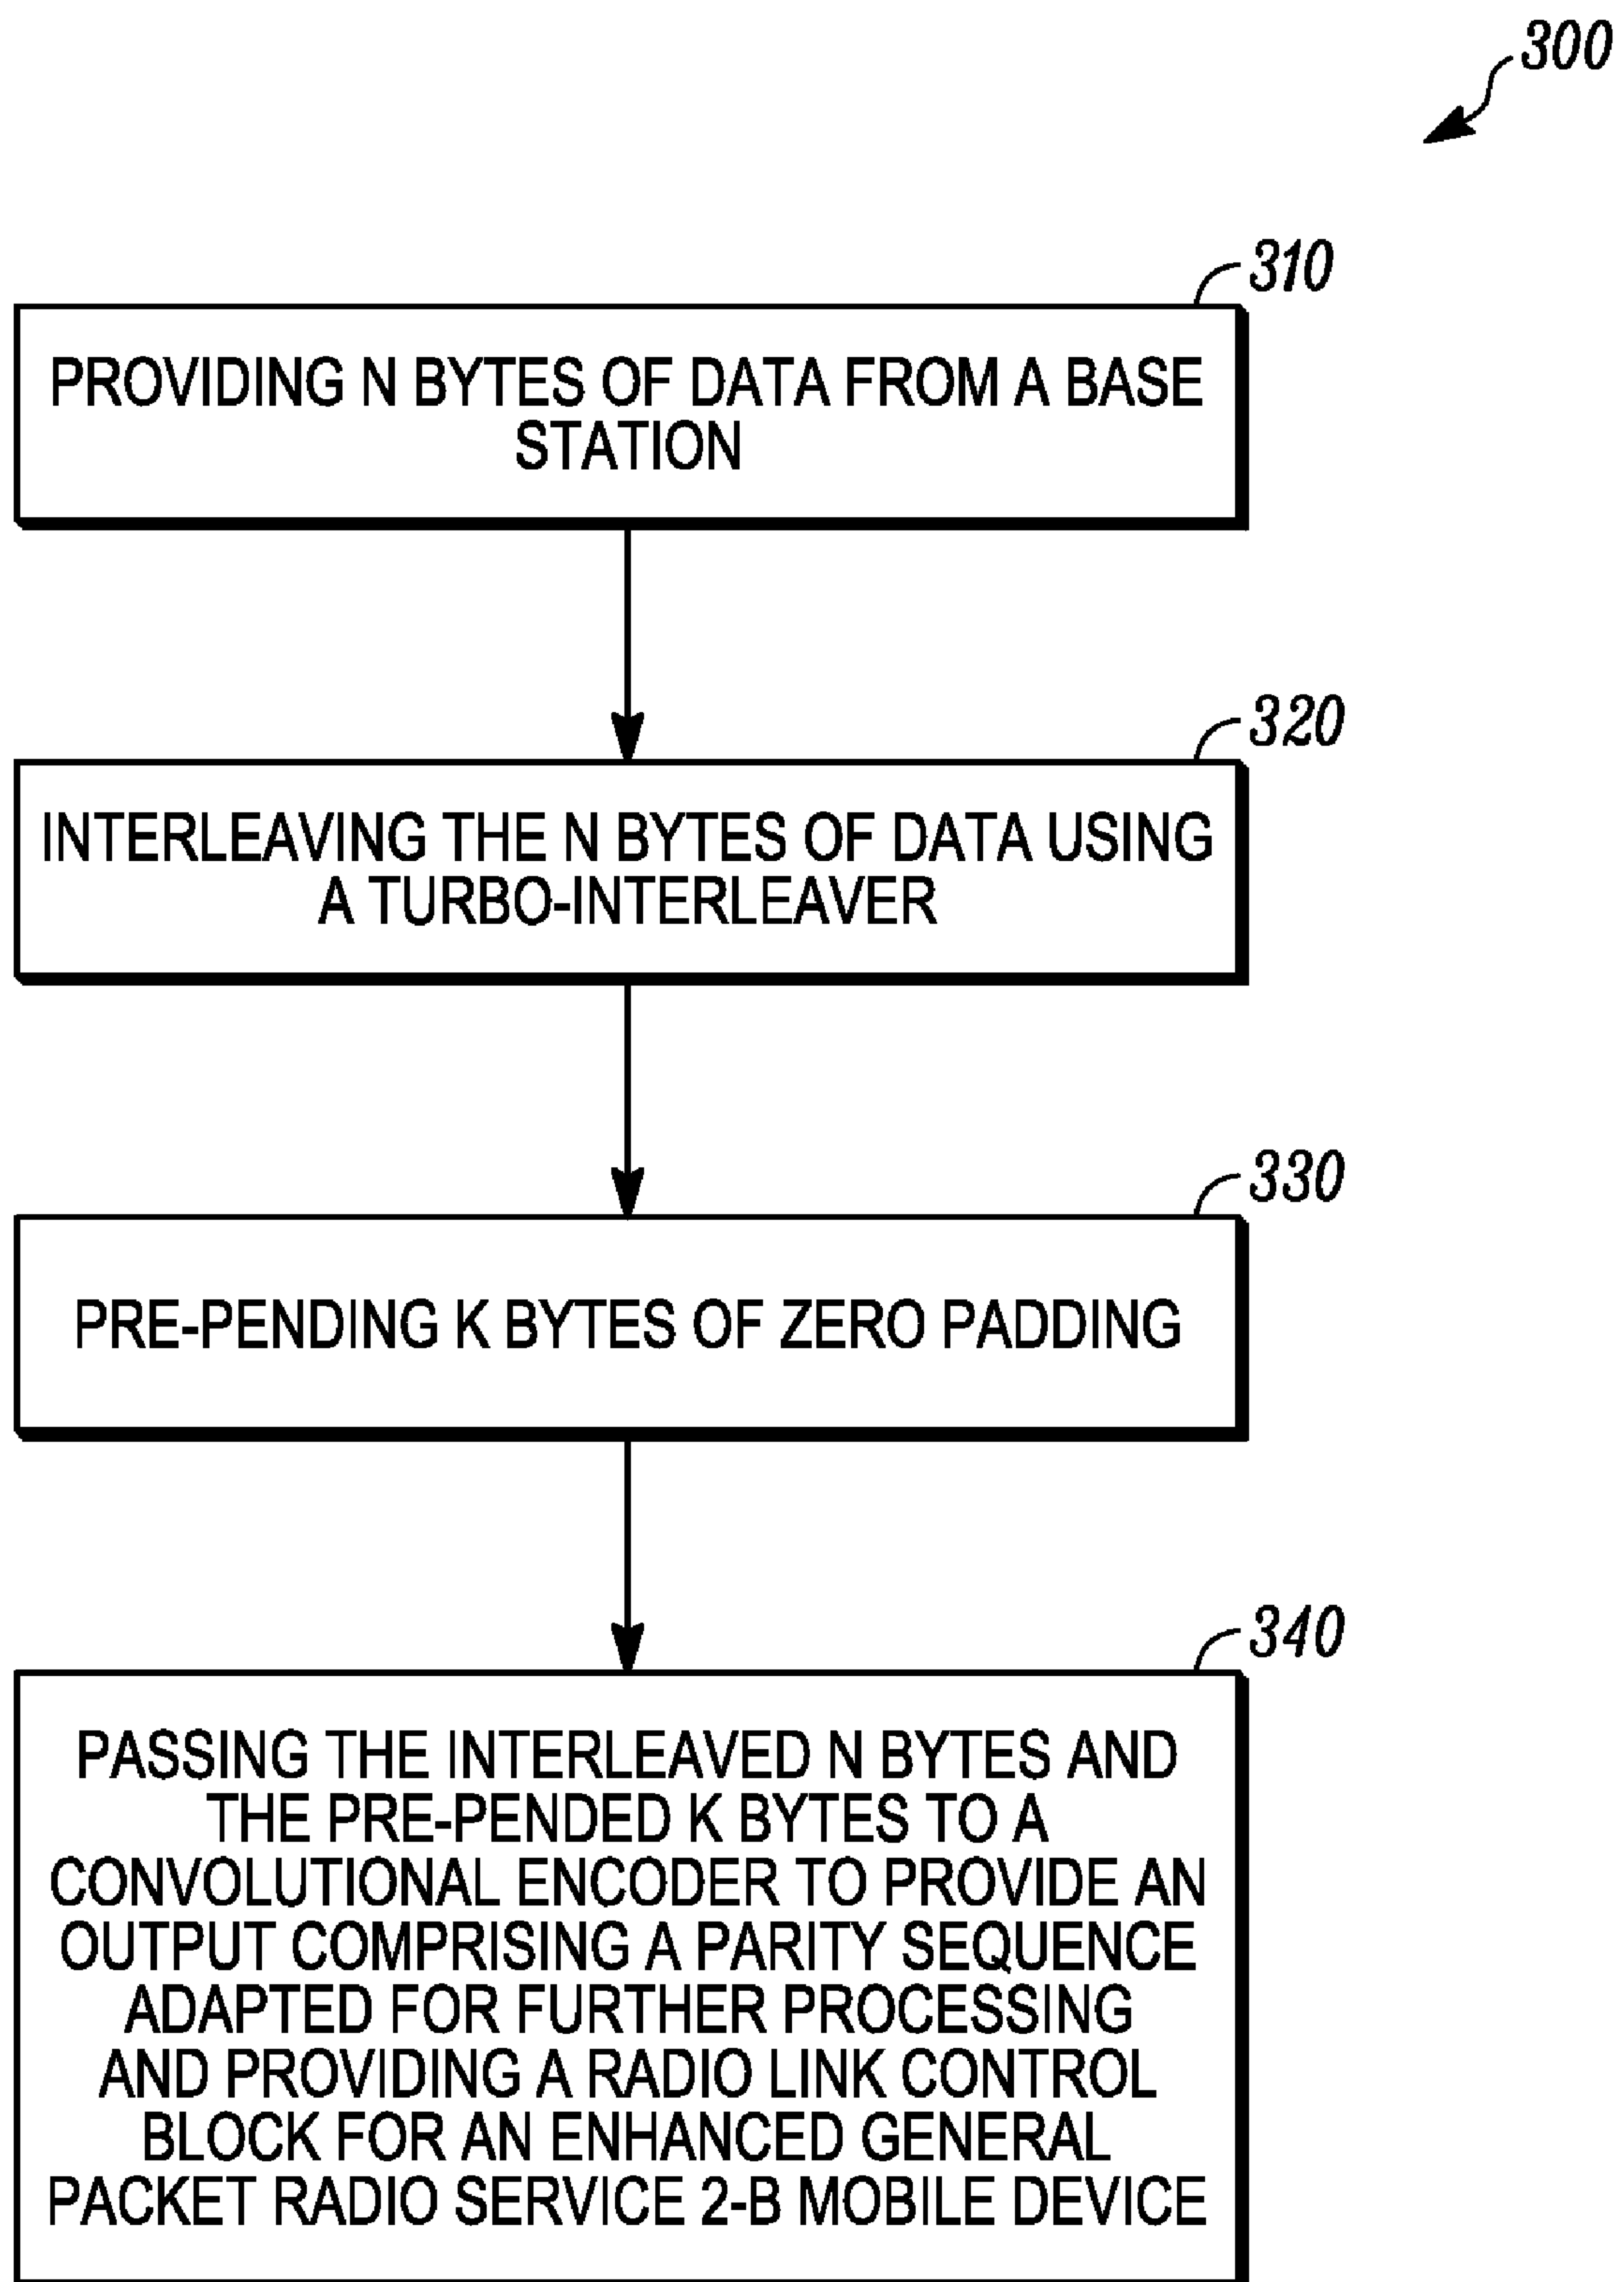 300
310
PROVIDING N BYTES OF DATA FROM A BASE
STATION
320
INTERLEAVING THE N BYTES OF DATA USING
A TURBO-INTERLEAVER
330
PRE-PENDING K BYTES OF ZERO PADDING
340
PASSING THE INTERLEAVED N BYTES AND
THE PRE-PENDED K BYTES TO A
CONVOLUTIONAL ENCODER TO PROVIDE AN
OUTPUT COMPRISING A PARITY SEQUENCE
ADAPTED FOR FURTHER PROCESSING
AND PROVIDING A RADIO LINK CONTROL
BLOCK FOR AN ENHANCED GENERAL
PACKET RADIO SERVICE 2-B MOBILE DEVICE